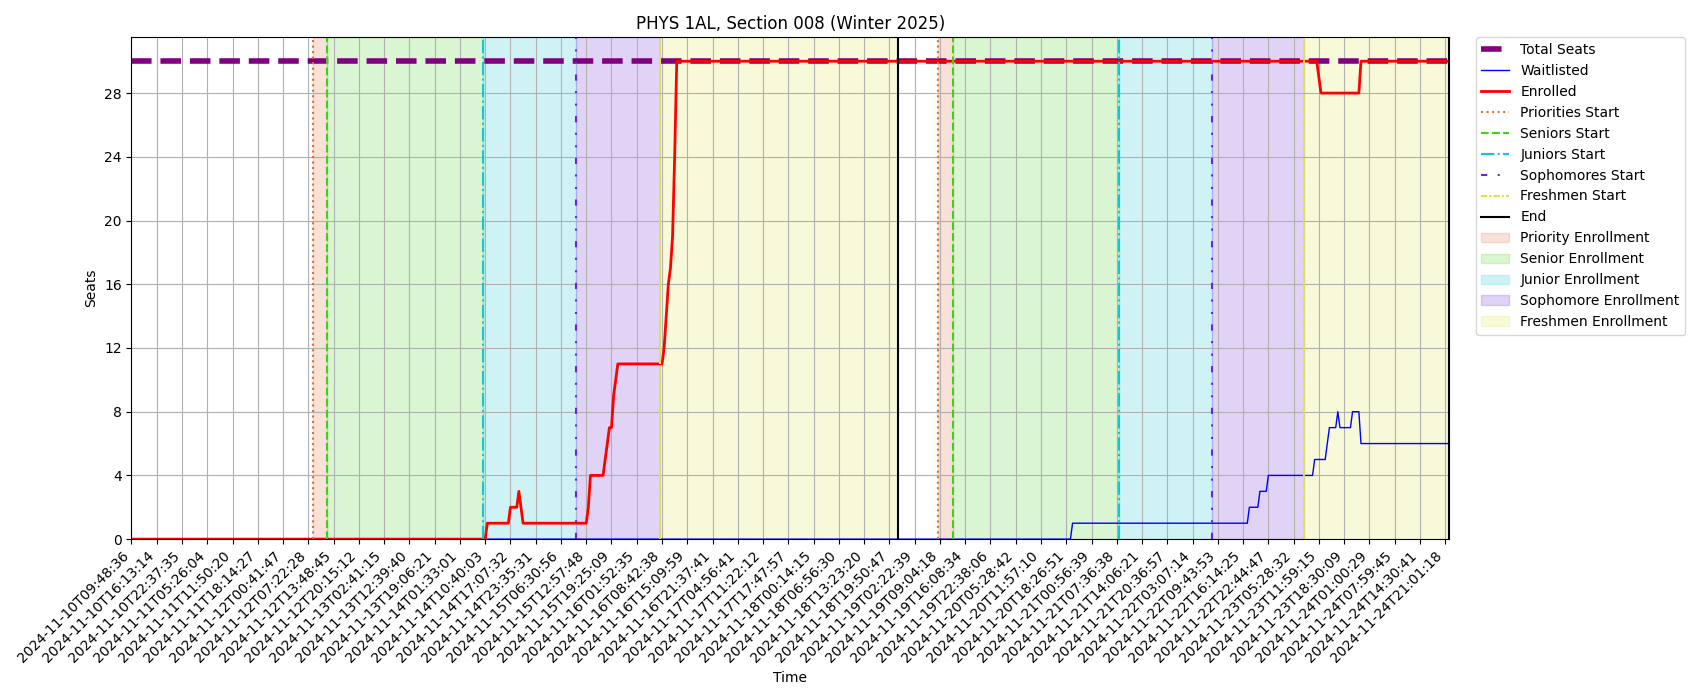 PHYS 1AL, Section 008 (Winter 2025)
Seats
28
24
20
16
12
8
4
0
2024-11-10T09:48:36
2024-11-10T16:13:14
2024-11-10T22:37:35
2024-11-11T05:26:04
2024-11-11T11:50:20
2024-11-11T18:14:27
2024-11-12T00:41:47
2024-11-12T07:22:28
2024-11-12T13:48:45
2024-11-12T20:15:12
2024-11-13T02:41:15
2024-11-13T12:39:40
2024-11-13T19:06:21
2024-11-14T01:33:01
2024-11-14T10:40:03
2024-11-14T17:07:32
2024-11-14T23:35:31
2024-11-15T06:30:56
2024-11-15T12:57:48
2024-11-15T19:25:09
2024-11-16T01:52:35
2024-11-16T08:42:38
2024-11-16T15:09:59
2024-11-16T21:37:41
2024-11-17T04:56:41
2024-11-17T11:22:12
2024-11-17T17:47:57
2024-11-18T00:14:15
2024-11-18T06:56:30
2024-11-18T13:23:20
2024-11-18T19:50:47
2024-11-19T02:22:39
2024-11-19T09:04:18
2024-11-19T16:08:34
2024-11-19T22:38:06
2024-11-20T05:28:42
2024-11-20T11:57:10
2024-11-20T18:26:51
2024-11-21T00:56:39
2024-11-21T07:36:38
2024-11-21T14:06:21
2024-11-21T20:36:57
2024-11-22T03:07:14
2024-11-22T09:43:53
2024-11-22T16:14:25
2024-11-22T22:44:47
2024-11-23T05:28:32
2024-11-23T11:59:15
2024-11-23T18:30:09
2024-11-24T01:00:29
2024-11-24T07:59:45
2024-11-24T14:30:41
2024-11-24T21:01:18
Time
Total Seats
Waitlisted
Enrolled
Priorities Start
Seniors Start
Juniors Start
Sophomores Start
Freshmen Start
End
Priority Enrollment
Senior Enrollment
Junior Enrollment
Sophomore Enrollment
Freshmen Enrollment